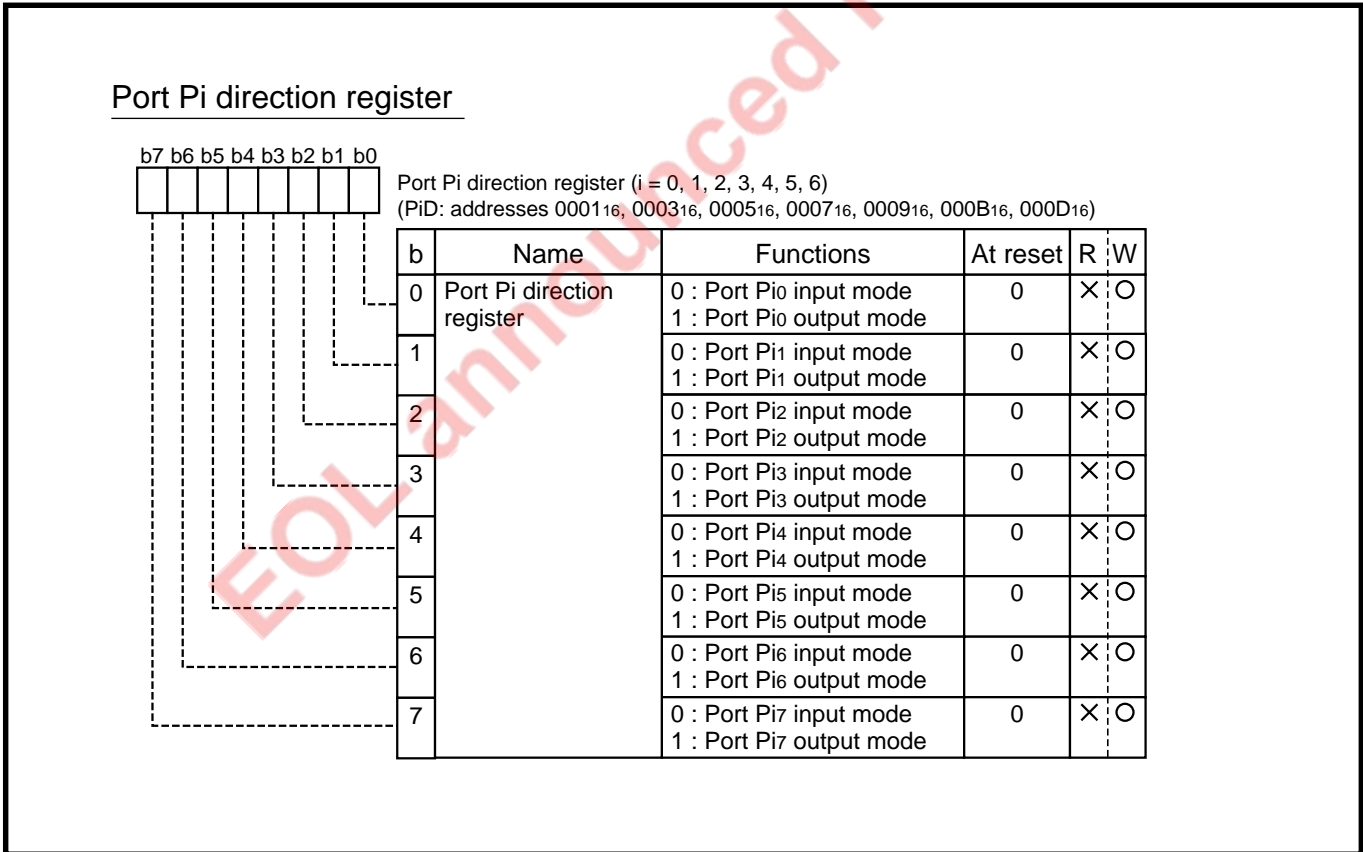 Port Pi direction register
b7 b6 b5 b4 b3 b2 b1 b0
Port Pi direction register (i = 0, 1, 2, 3, 4, 5, 6)
(PiD: addresses 000116, 000316, 000516, 000716, 000916, 000B16, 000D16)
b Name Functions At reset R W
0 Port Pi direction register 0 : Port Pi0 input mode 0 × ○
1 : Port Pi0 output mode
1 0 : Port Pi1 input mode 0 × ○
1 : Port Pi1 output mode
2 0 : Port Pi2 input mode 0 × ○
1 : Port Pi2 output mode
3 0 : Port Pi3 input mode 0 × ○
1 : Port Pi3 output mode
4 0 : Port Pi4 input mode 0 × ○
1 : Port Pi4 output mode
5 0 : Port Pi5 input mode 0 × ○
1 : Port Pi5 output mode
6 0 : Port Pi6 input mode 0 × ○
1 : Port Pi6 output mode
7 0 : Port Pi7 input mode 0 × ○
1 : Port Pi7 output mode
EOL announced